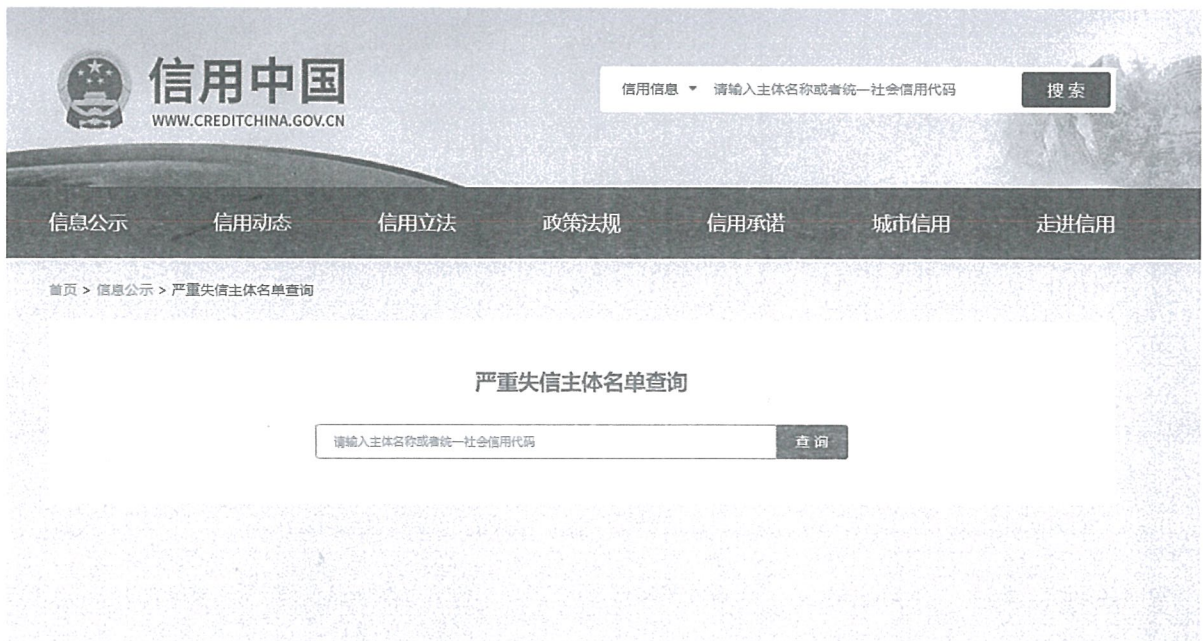 信用中国
WWW.CREDITCHINA.GOV.CN
信用信息 请输入主体名称或者统一社会信用代码 搜索
信息公示 信用动态 信用立法 政策法规 信用承诺 城市信用 走进信用
首页 > 信息公示 > 严重失信主体名单查询
严重失信主体名单查询
请输入主体名称或者统一社会信用代码 查询